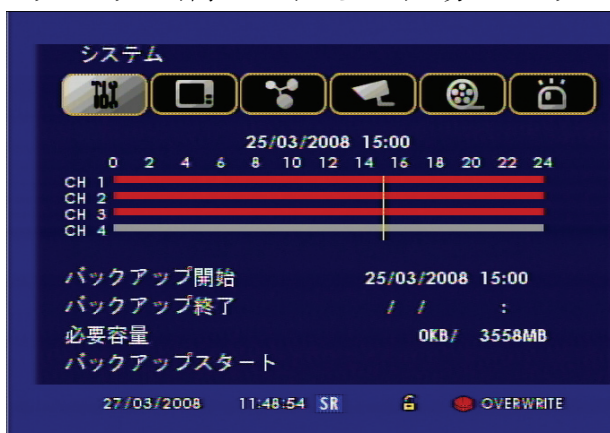 システム
25/03/2008 15:00
0 2 4 6 8 10 12 14 16 18 20 22 24
CH 1
CH 2
CH 3
CH 4
バックアップ開始 25/03/2008 15:00
バックアップ終了 / / :
必要容量 0KB/ 3558MB
バックアップスタート
27/03/2008 11:48:54 SR OVERWRITE